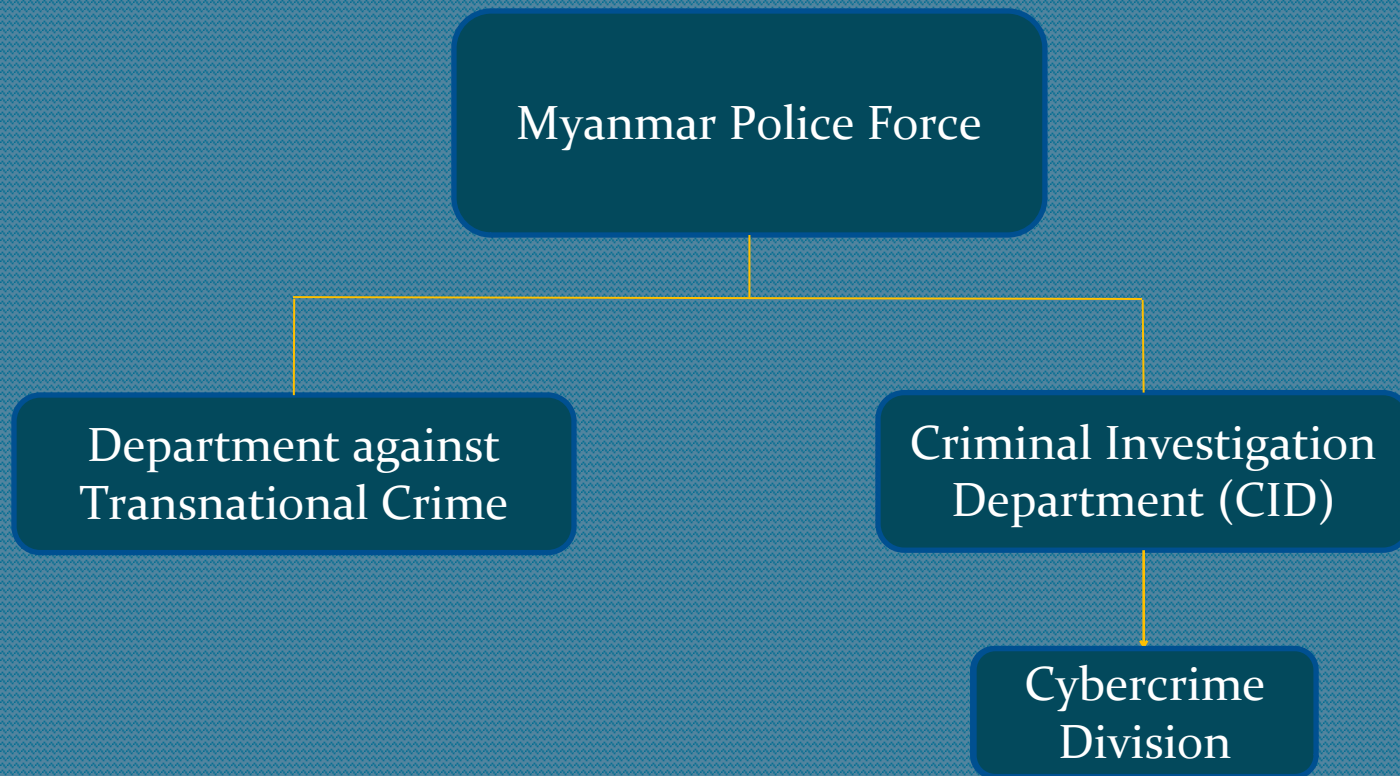 Myanmar Police Force
Department against
Transnational Crime
Criminal Investigation
Department (CID)
Cybercrime
Division